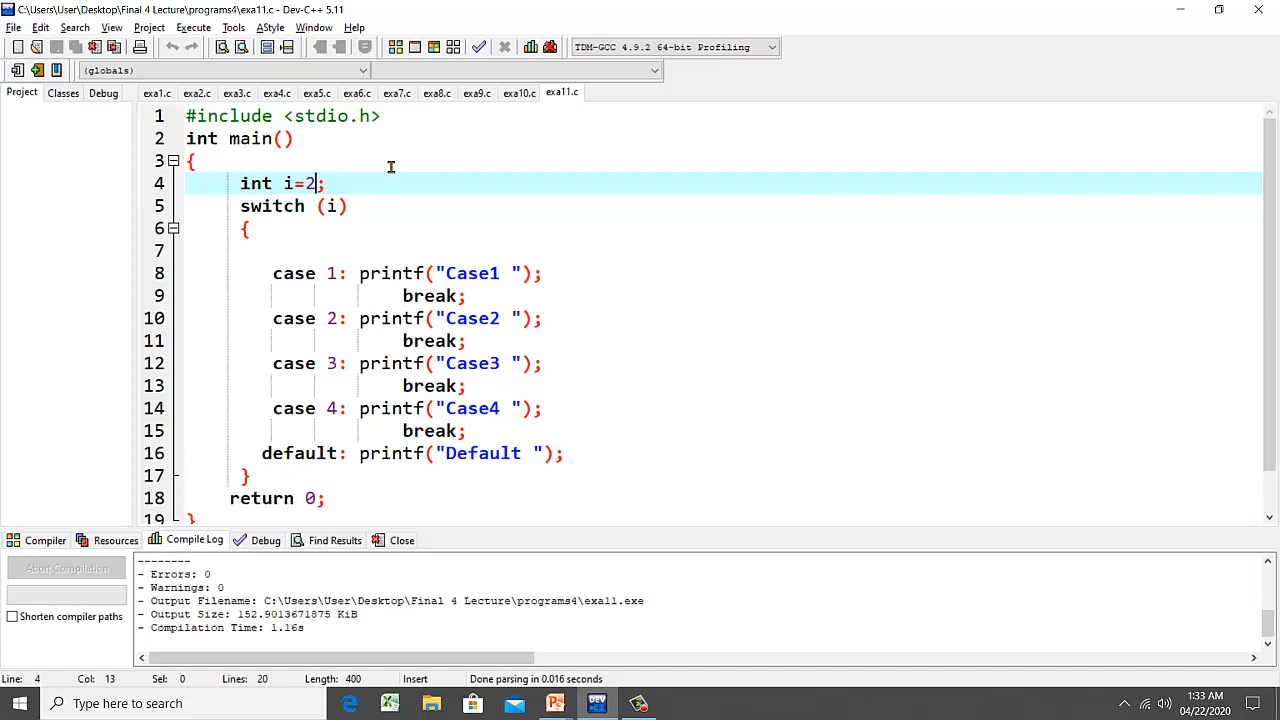 C:\Users\User\Desktop\Final 4 Lecture\programs4\exa11.c - Dev-C++ 5.11
File Edit Search View Project Execute Tools AStyle Window Help
TDM-GCC 4.9.2 64-bit Profiling
(globals)
Project Classes Debug exa1.c exa2.c exa3.c exa4.c exa5.c exa6.c exa7.c exa8.c exa9.c exa10.c exa11.c
1 #include <stdio.h>
2 int main()
3 {
4 int i=2;
5 switch (i)
6 {
7
8 case 1: printf("Case1 ");
9 break;
10 case 2: printf("Case2 ");
11 break;
12 case 3: printf("Case3 ");
13 break;
14 case 4: printf("Case4 ");
15 break;
16 default: printf("Default ");
17 }
18 return 0;
19 }
Compiler Resources Compile Log Debug Find Results Close
Abort Compilation
Shorten compiler paths
--------
- Errors: 0
- Warnings: 0
- Output Filename: C:\Users\User\Desktop\Final 4 Lecture\programs4\exa11.exe
- Output Size: 152.9013671875 KiB
- Compilation Time: 1.16s
Line: 4 Col: 13 Sel: 0 Lines: 20 Length: 400 Insert Done parsing in 0.016 seconds
Type here to search
1:33 AM
04/22/2020